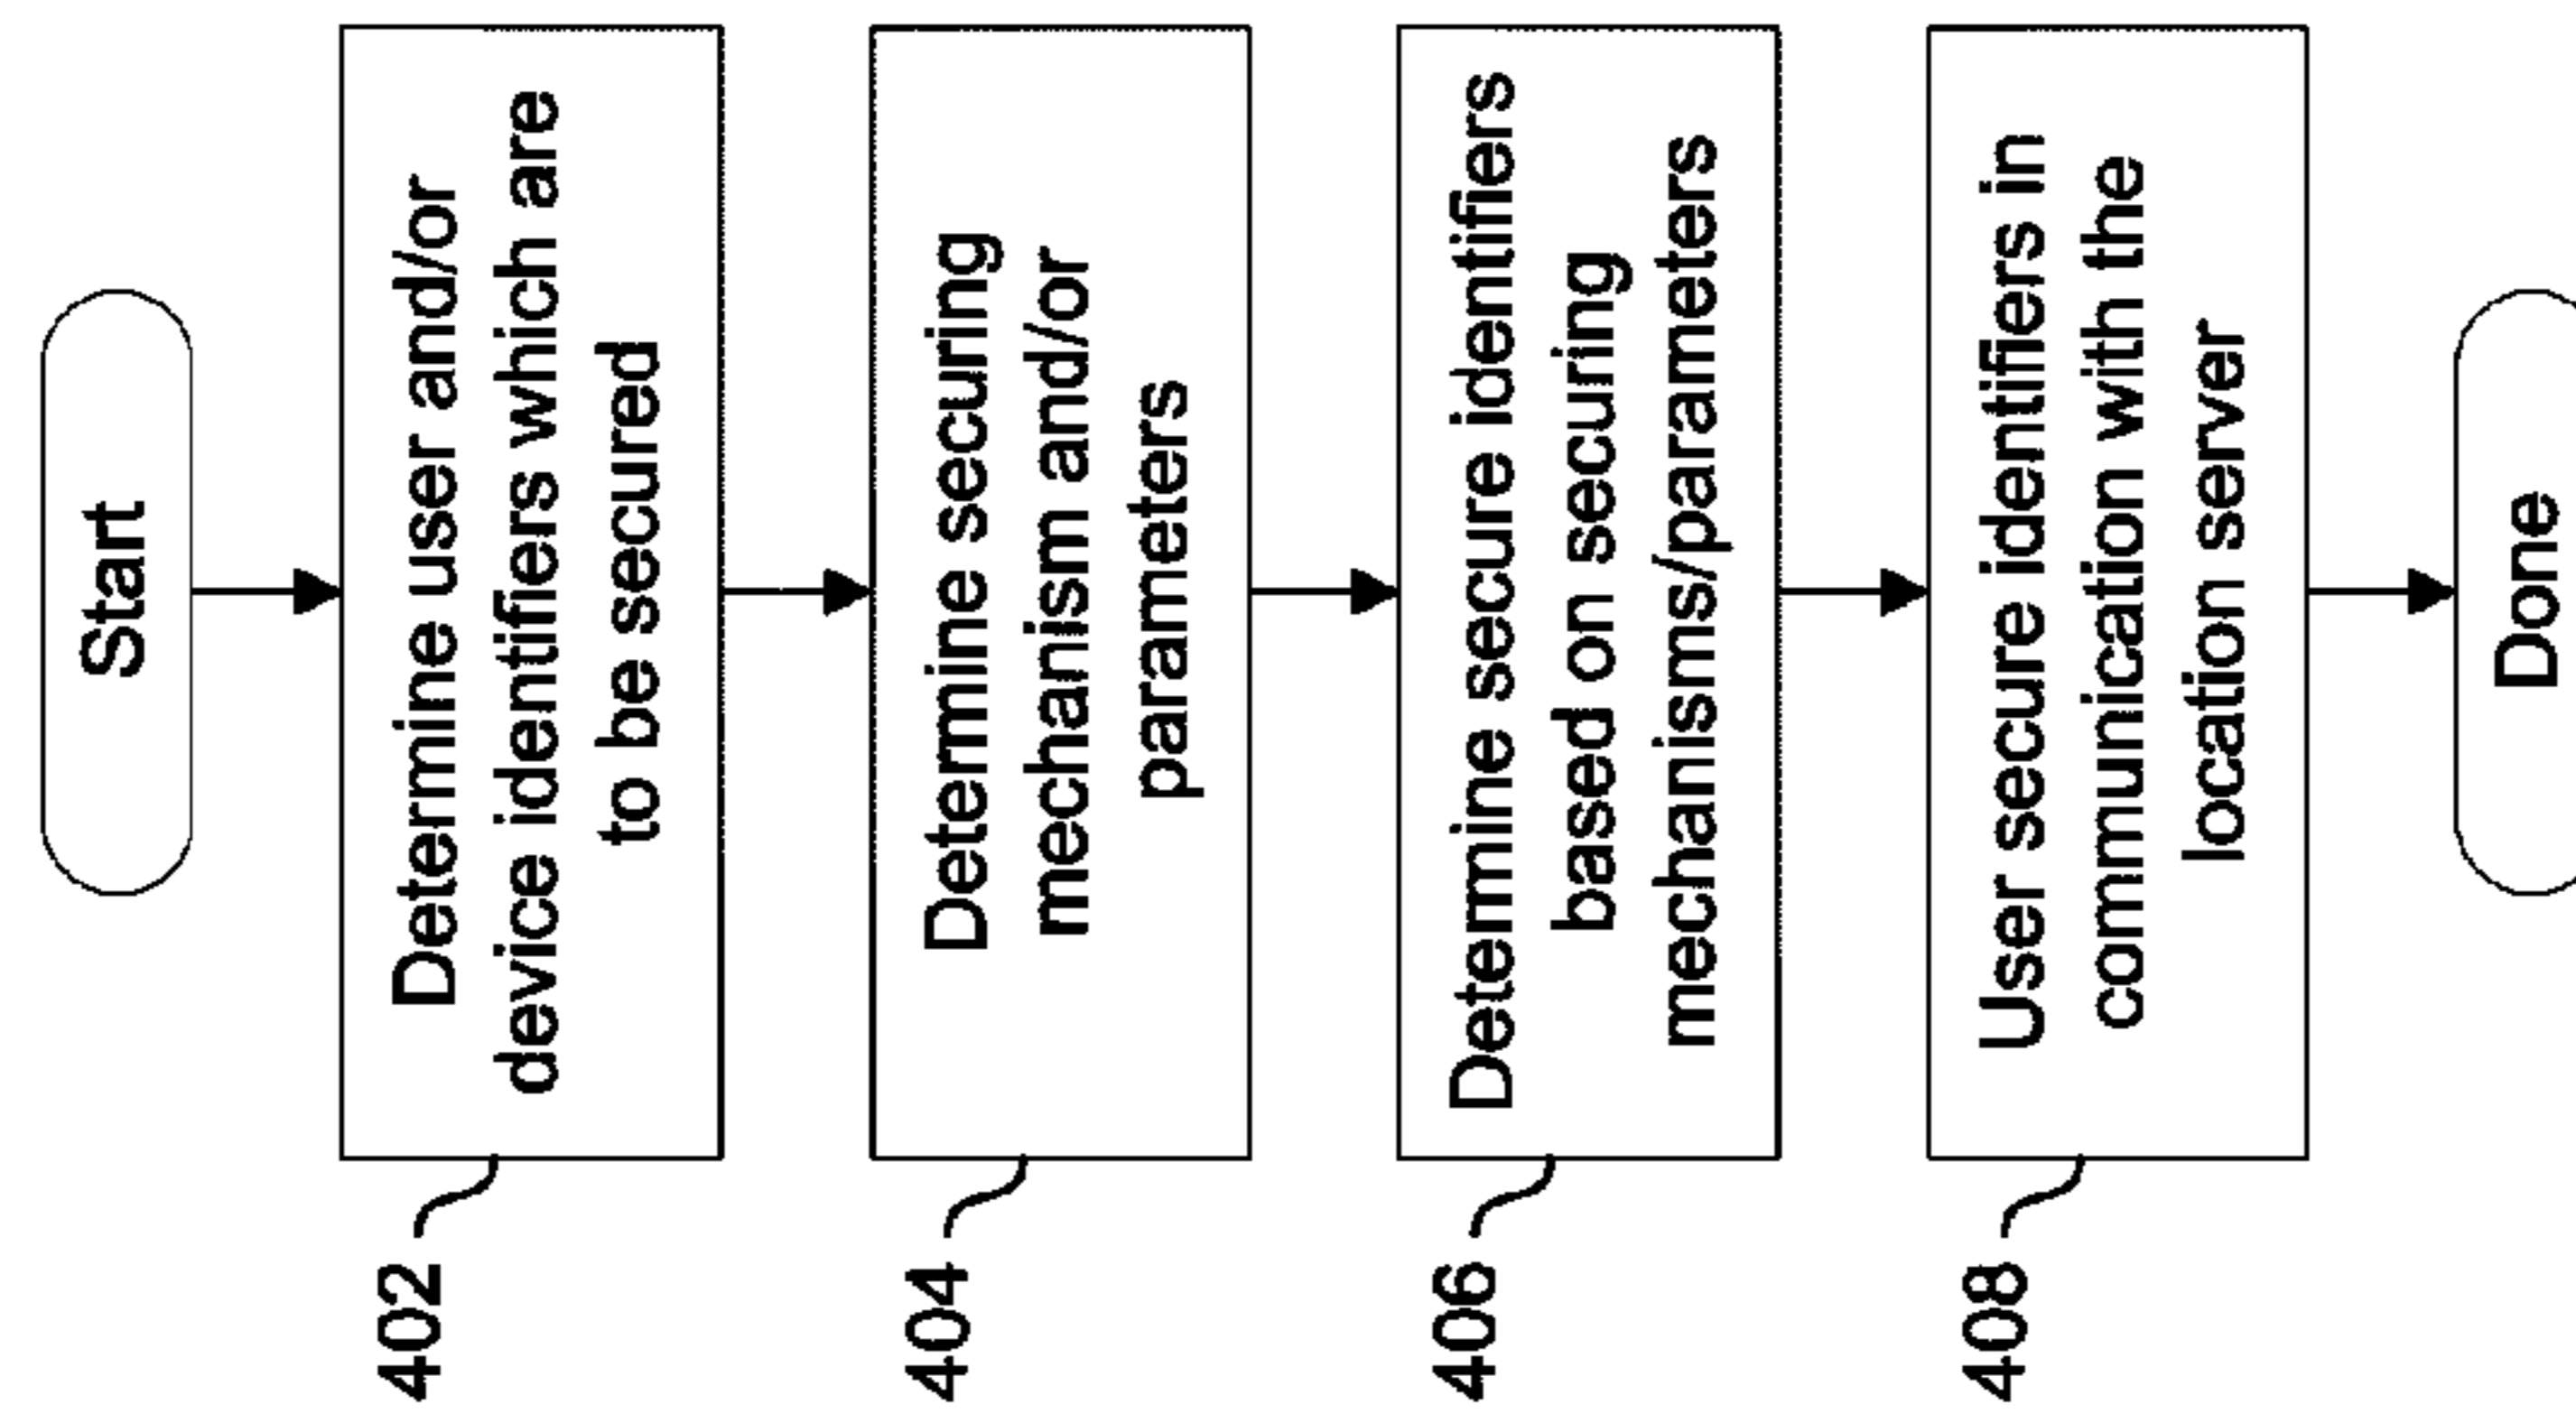 Start
402
Determine user and/or
device identifiers which are
to be secured
404
Determine securing
mechanism and/or
parameters
406
Determine secure identifiers
based on securing
mechanisms/parameters
408
User secure identifiers in
communication with the
location server
Done